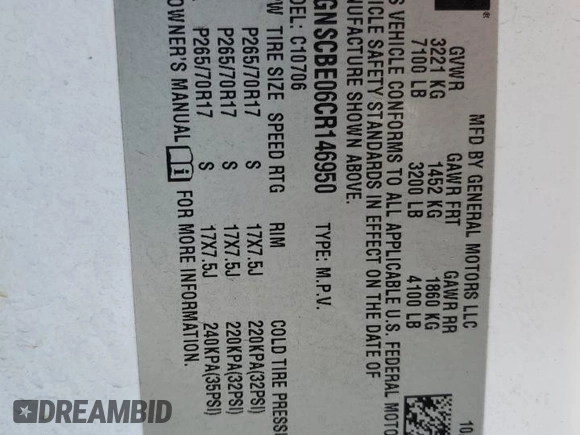 MFD BY GENERAL MOTORS LLC 10
GVWR GAWR FRT GAWR RR
3221 KG 1452 KG 1860 KG
7100 LB 3200 LB 4100 LB
S VEHICLE CONFORMS TO ALL APPLICABLE U.S. FEDERAL MOTO
ICLE SAFETY STANDARDS IN EFFECT ON THE DATE OF
NUFACTURE SHOWN ABOVE.
GNSCBE06CR146950 TYPE: M.P.V.
DEL: C10706
W TIRE SIZE SPEED RTG RIM COLD TIRE PRESS
P265/70R17 S 17X7.5J 220KPA(32PSI)
P265/70R17 S 17X7.5J 220KPA(32PSI)
P265/70R17 S 17X7.5J 240KPA(35PSI)
OWNER'S MANUAL i FOR MORE INFORMATION.
DREAMBID